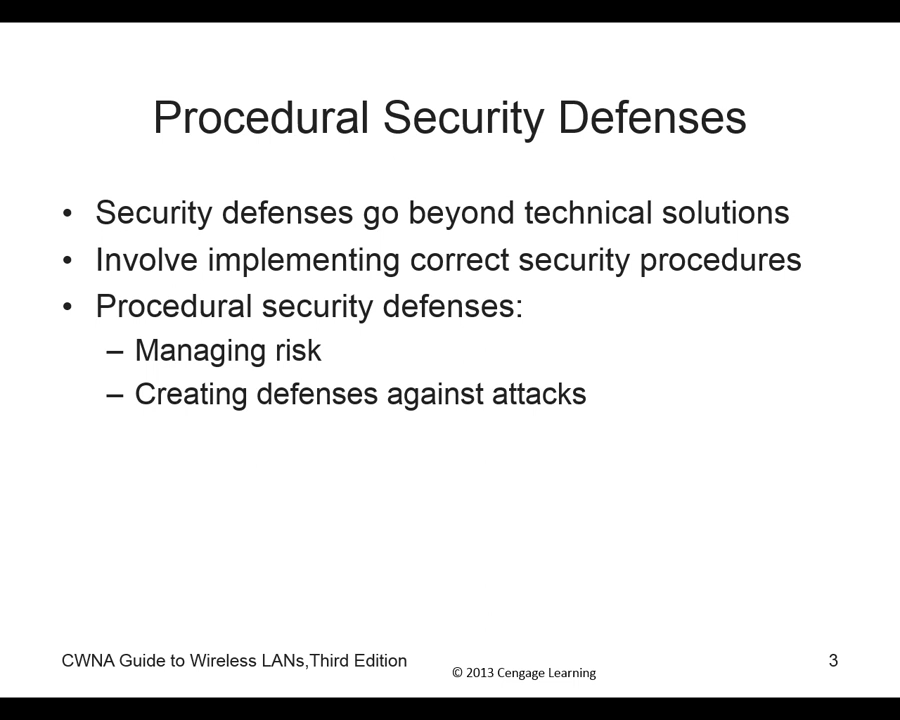 Procedural Security Defenses
• Security defenses go beyond technical solutions
• Involve implementing correct security procedures
• Procedural security defenses:
– Managing risk
– Creating defenses against attacks
CWNA Guide to Wireless LANs,Third Edition
© 2013 Cengage Learning
3